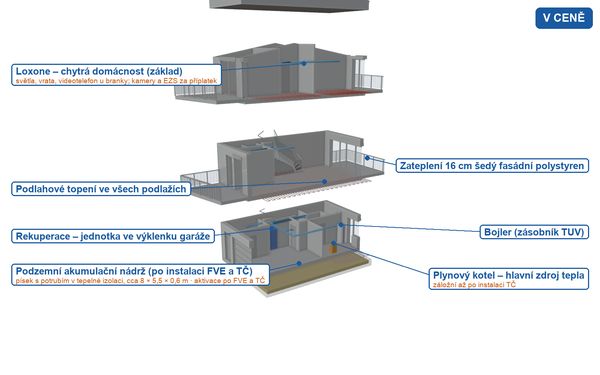 V CENĚ
Loxone – chytrá domácnost (základ)
světla, vrata, videotelefon u branky; kamery a EZS za příplatek
Zateplení 16 cm šedý fasádní polystyren
Podlahové topení ve všech podlažích
Rekuperace – jednotka ve výklenku garáže
Bojler (zásobník TUV)
Podzemní akumulační nádrž (po instalaci FVE a TČ)
písek s potrubím v tepelné izolaci, cca 8 × 5,5 × 0,6 m · aktivace po FVE a TČ
Plynový kotel – hlavní zdroj tepla
záložní až po instalaci TČ